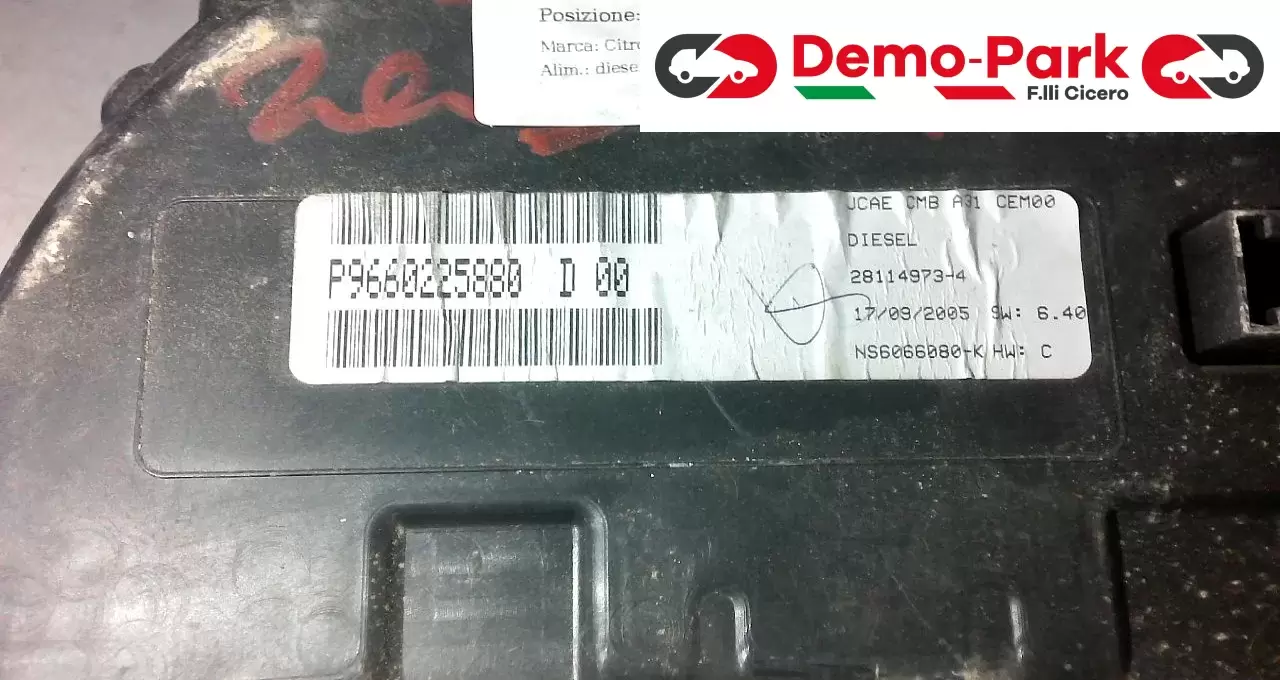 Posizione:
Marca: Citro
Alim.: diese
Demo-Park
F.lli Cicero
JCAE CMB A31 CEM00
DIESEL
P9660225880 D 00
28114973-4
17/09/2005 SW: 6.40
NS6066080-K HW: C